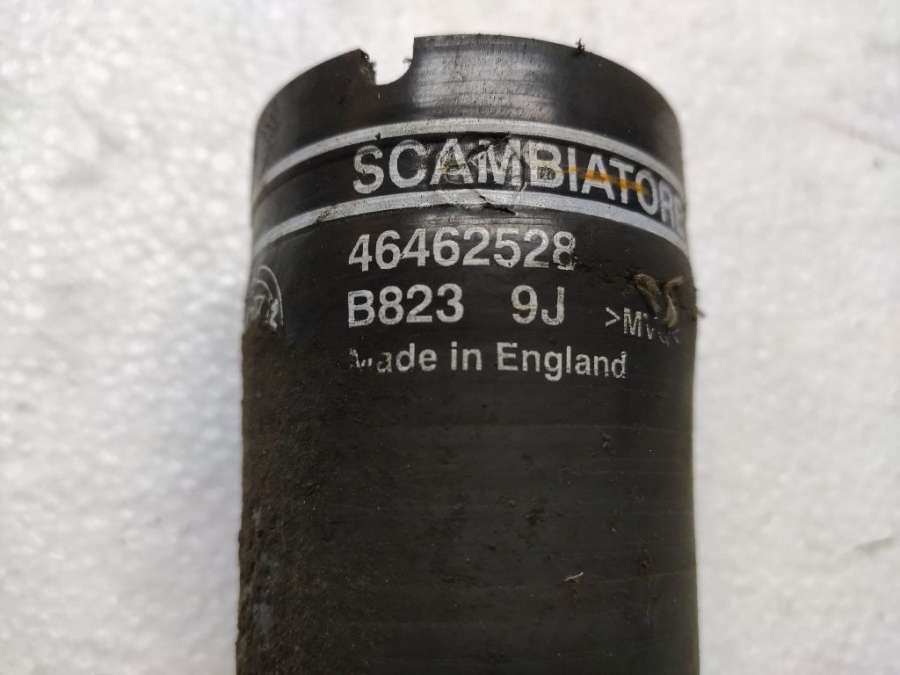 SCAMBIATORE
46462528
B823 9J
Made in England